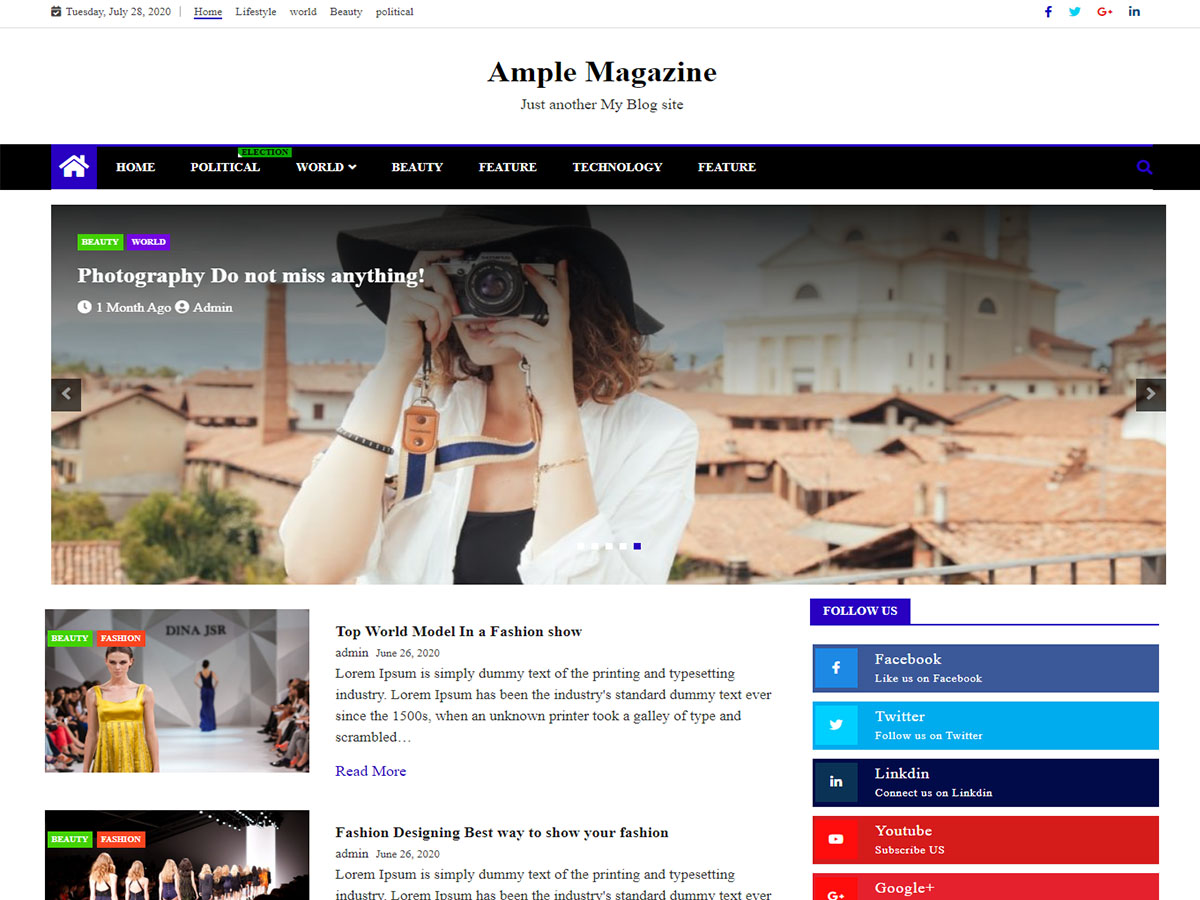 Tuesday, July 28, 2020 | Home Lifestyle world Beauty political
Ample Magazine
Just another My Blog site
ELECTION
HOME POLITICAL WORLD BEAUTY FEATURE TECHNOLOGY FEATURE
BEAUTY WORLD
Photography Do not miss anything!
1 Month Ago Admin
OLYMPUS
FOLLOW US
DINA JSR
BEAUTY FASHION
Top World Model In a Fashion show
admin June 26, 2020
Lorem Ipsum is simply dummy text of the printing and typesetting
industry. Lorem Ipsum has been the industry's standard dummy text ever
since the 1500s, when an unknown printer took a galley of type and
scrambled…
Read More
BEAUTY FASHION
Fashion Designing Best way to show your fashion
admin June 26, 2020
Lorem Ipsum is simply dummy text of the printing and typesetting
industry. Lorem Ipsum has been the industry's standard dummy text ever
Facebook
Like us on Facebook
Twitter
Follow us on Twitter
Linkdin
Connect us on Linkdin
Youtube
Subscribe US
Google+